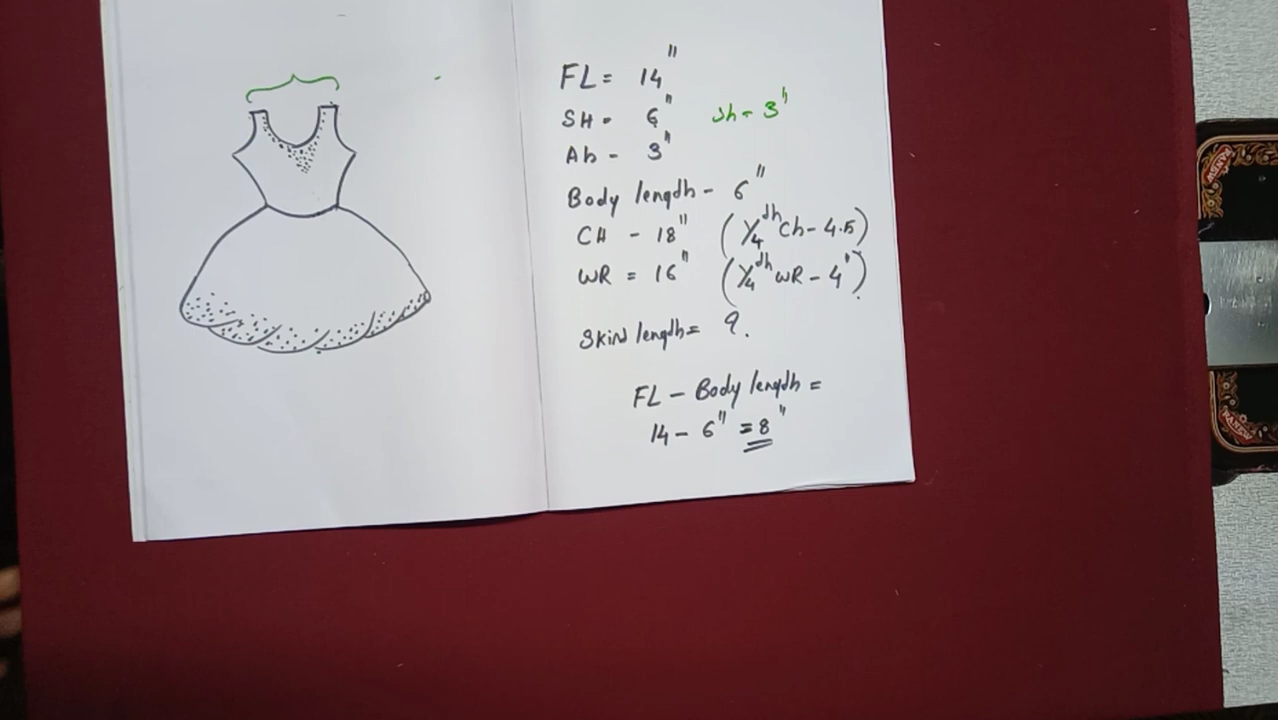 FL = 14"
SH - 6" Sh - 3"
Ah - 3"
Body length - 6"
CH - 18" (1/4th Ch - 4.5)
WR = 16" (1/4th WR - 4")
Skirt length = 9.
FL - Body length =
14 - 6" = 8"